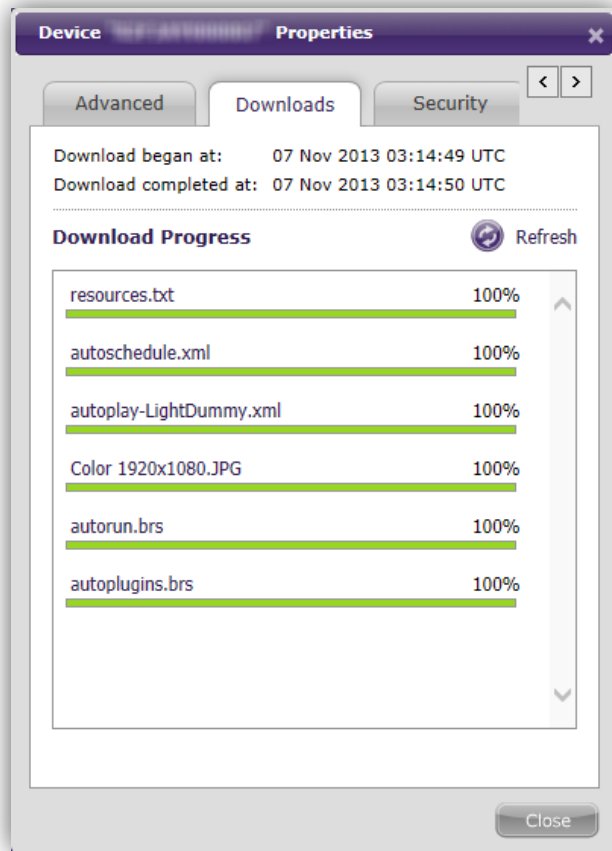 Device Properties
Advanced Downloads Security
Download began at: 07 Nov 2013 03:14:49 UTC
Download completed at: 07 Nov 2013 03:14:50 UTC
Download Progress Refresh
resources.txt 100%
autoschedule.xml 100%
autoplay-LightDummy.xml 100%
Color 1920x1080.JPG 100%
autorun.brs 100%
autoplugins.brs 100%
Close